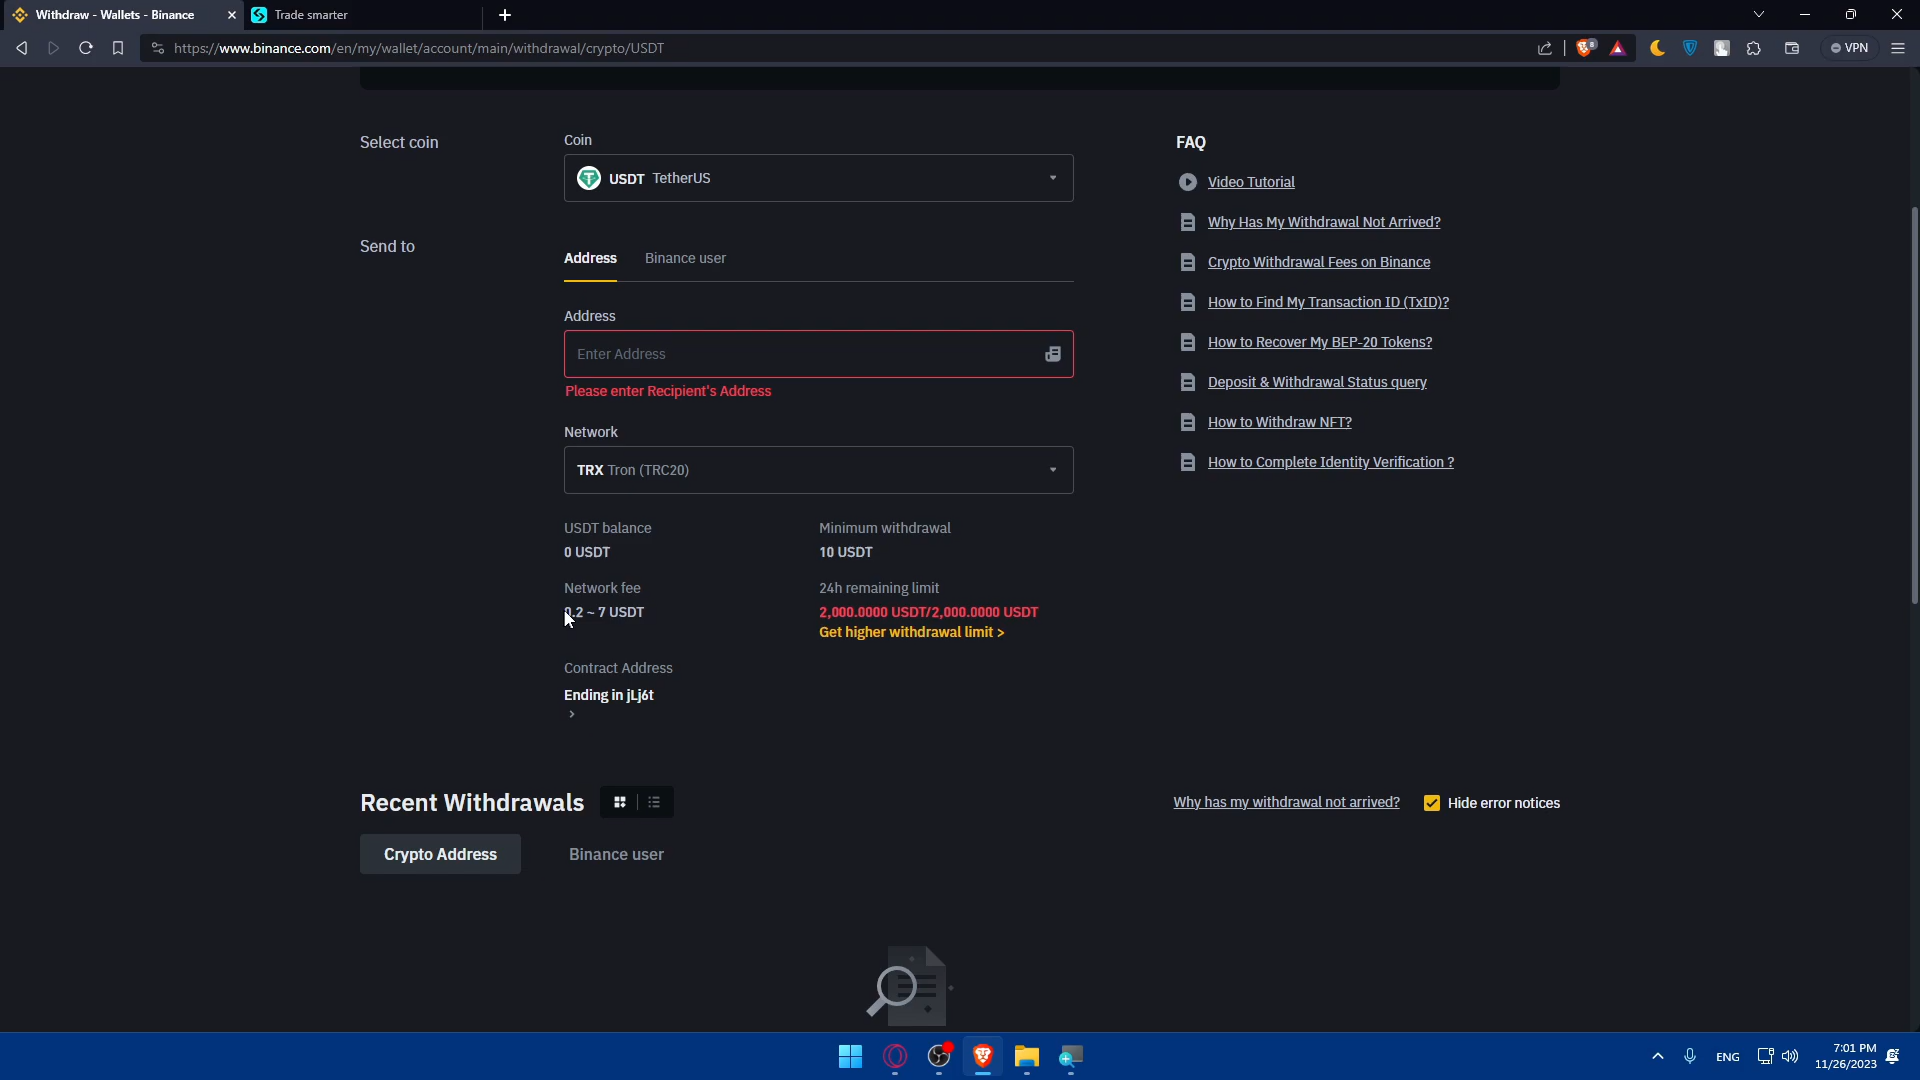 Withdraw - Wallets - Binance
Trade smarter
https://www.binance.com/en/my/wallet/account/main/withdrawal/crypto/USDT
VPN
Select coin
Coin
USDT TetherUS
Send to
Address
Binance user
Address
Enter Address
Please enter Recipient's Address
Network
TRX Tron (TRC20)
USDT balance
0 USDT
Minimum withdrawal
10 USDT
Network fee
0.2 ~ 7 USDT
24h remaining limit
2,000.0000 USDT/2,000.0000 USDT
Get higher withdrawal limit >
Contract Address
Ending in jLj6t
FAQ
Video Tutorial
Why Has My Withdrawal Not Arrived?
Crypto Withdrawal Fees on Binance
How to Find My Transaction ID (TxID)?
How to Recover My BEP-20 Tokens?
Deposit & Withdrawal Status query
How to Withdraw NFT?
How to Complete Identity Verification ?
Recent Withdrawals
Why has my withdrawal not arrived?
Hide error notices
Crypto Address
Binance user
ENG
7:01 PM
11/26/2023